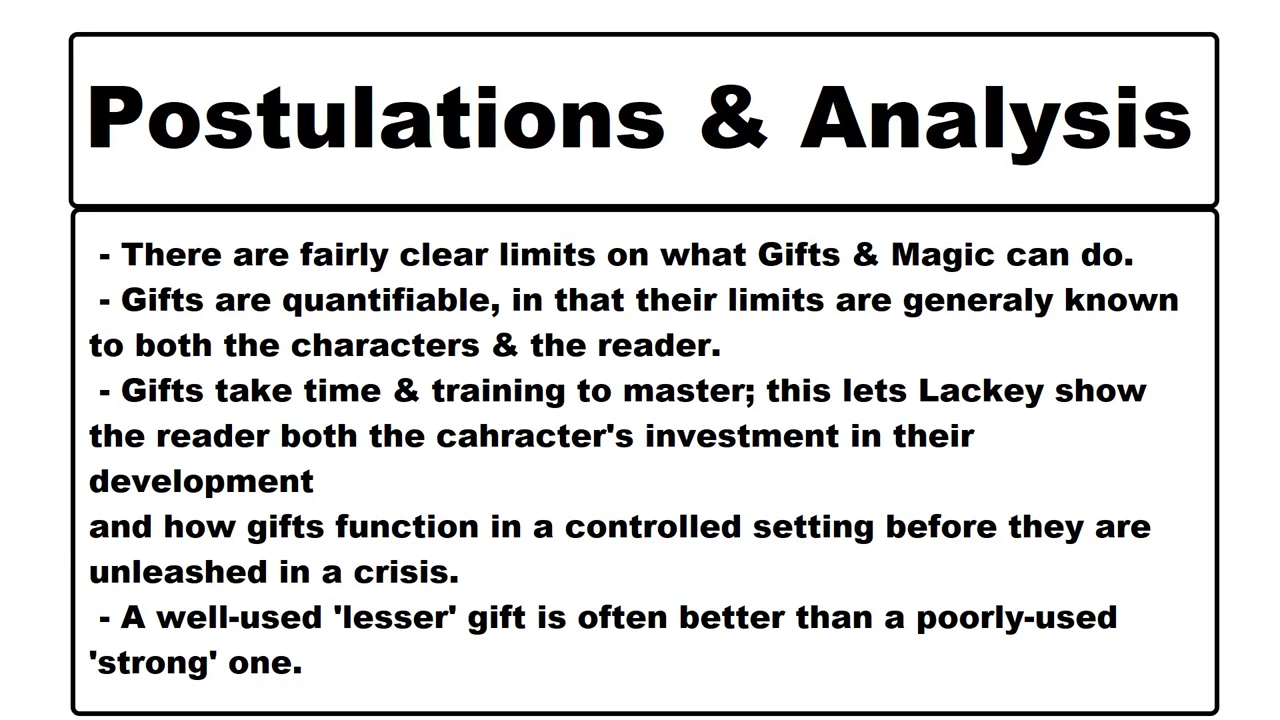 Postulations & Analysis
- There are fairly clear limits on what Gifts & Magic can do.
- Gifts are quantifiable, in that their limits are generaly known
to both the characters & the reader.
- Gifts take time & training to master; this lets Lackey show
the reader both the cahracter's investment in their
development
and how gifts function in a controlled setting before they are
unleashed in a crisis.
- A well-used 'lesser' gift is often better than a poorly-used
'strong' one.